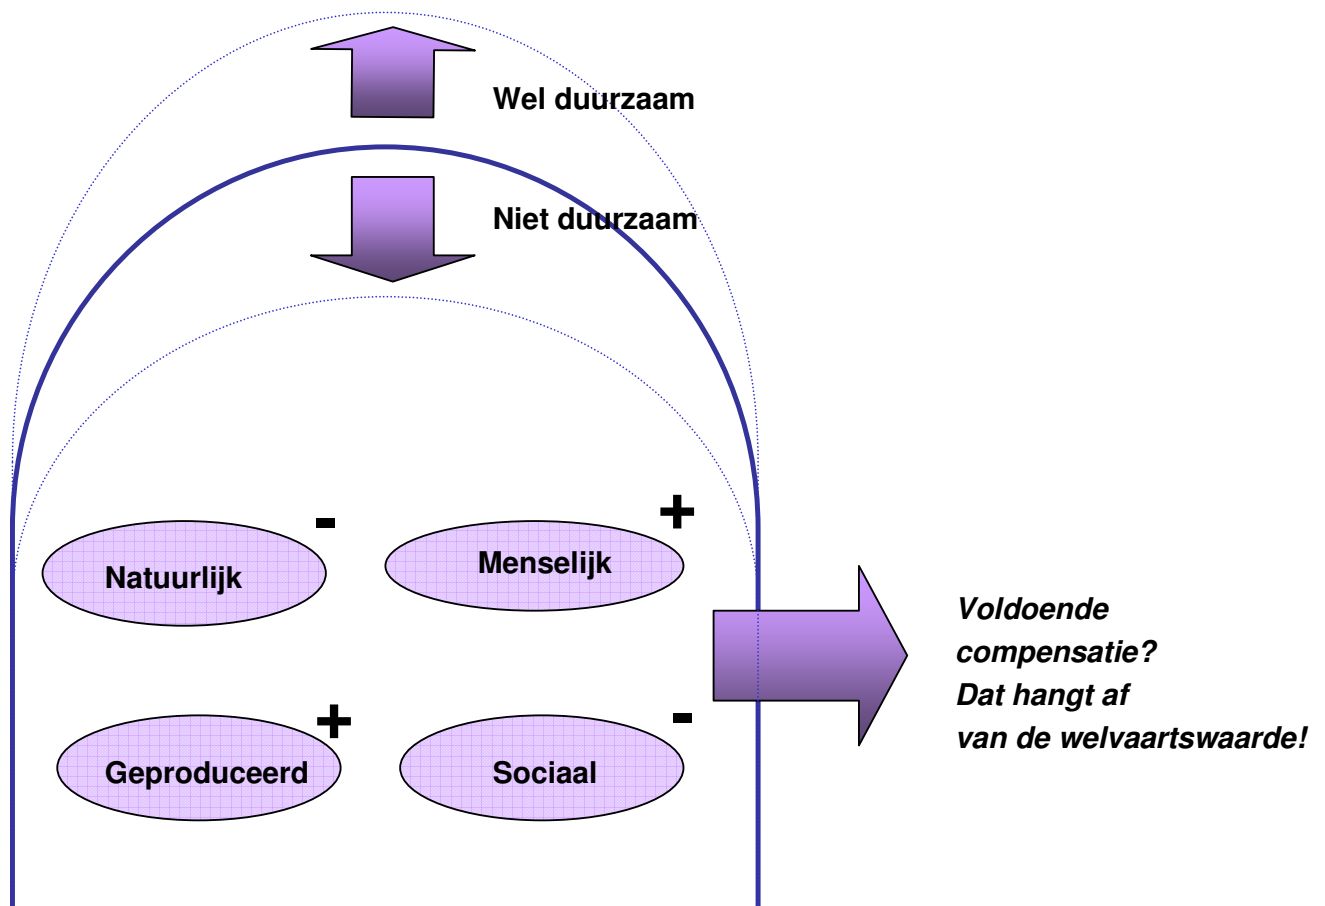 Wel duurzaam
Niet duurzaam
-
+
Natuurlijk
Menselijk
+
-
Geproduceerd
Sociaal
Voldoende
compensatie?
Dat hangt af
van de welvaartswaarde!